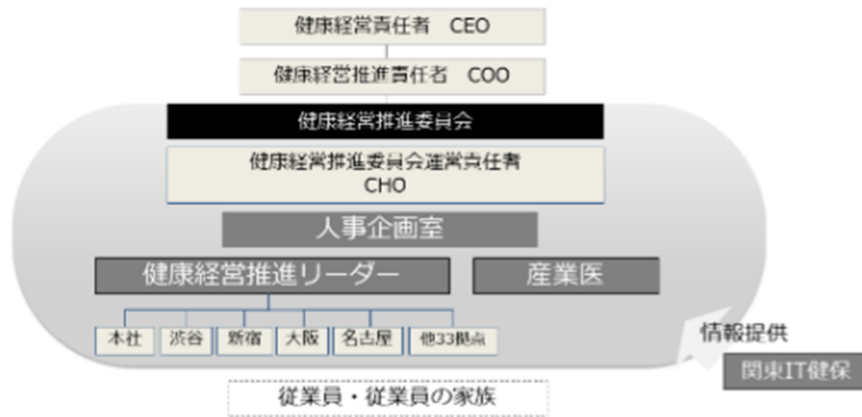 健康経営責任者　CEO
健康経営推進責任者　COO
健康経営推進委員会
健康経営推進委員会運営責任者
CHO
人事企画室
健康経営推進リーダー
産業医
本社
渋谷
新宿
大阪
名古屋
他33拠点
情報提供
関東IT健保
従業員・従業員の家族